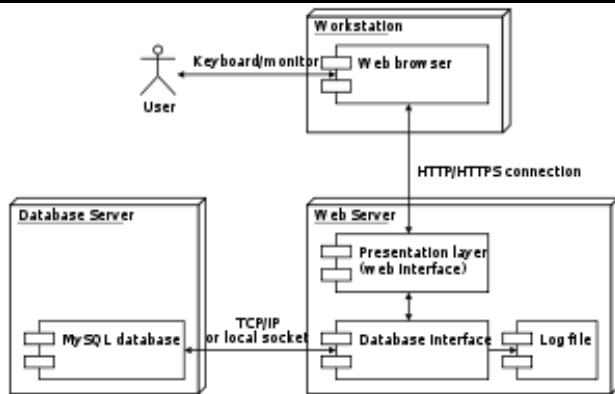 Workstation
Keyboard/monitor
Web browser
User
HTTP/HTTPS connection
Database Server
Web Server
Presentation layer
(web interface)
TCP/IP
or local socket
MySQL database
Database Interface
Log file